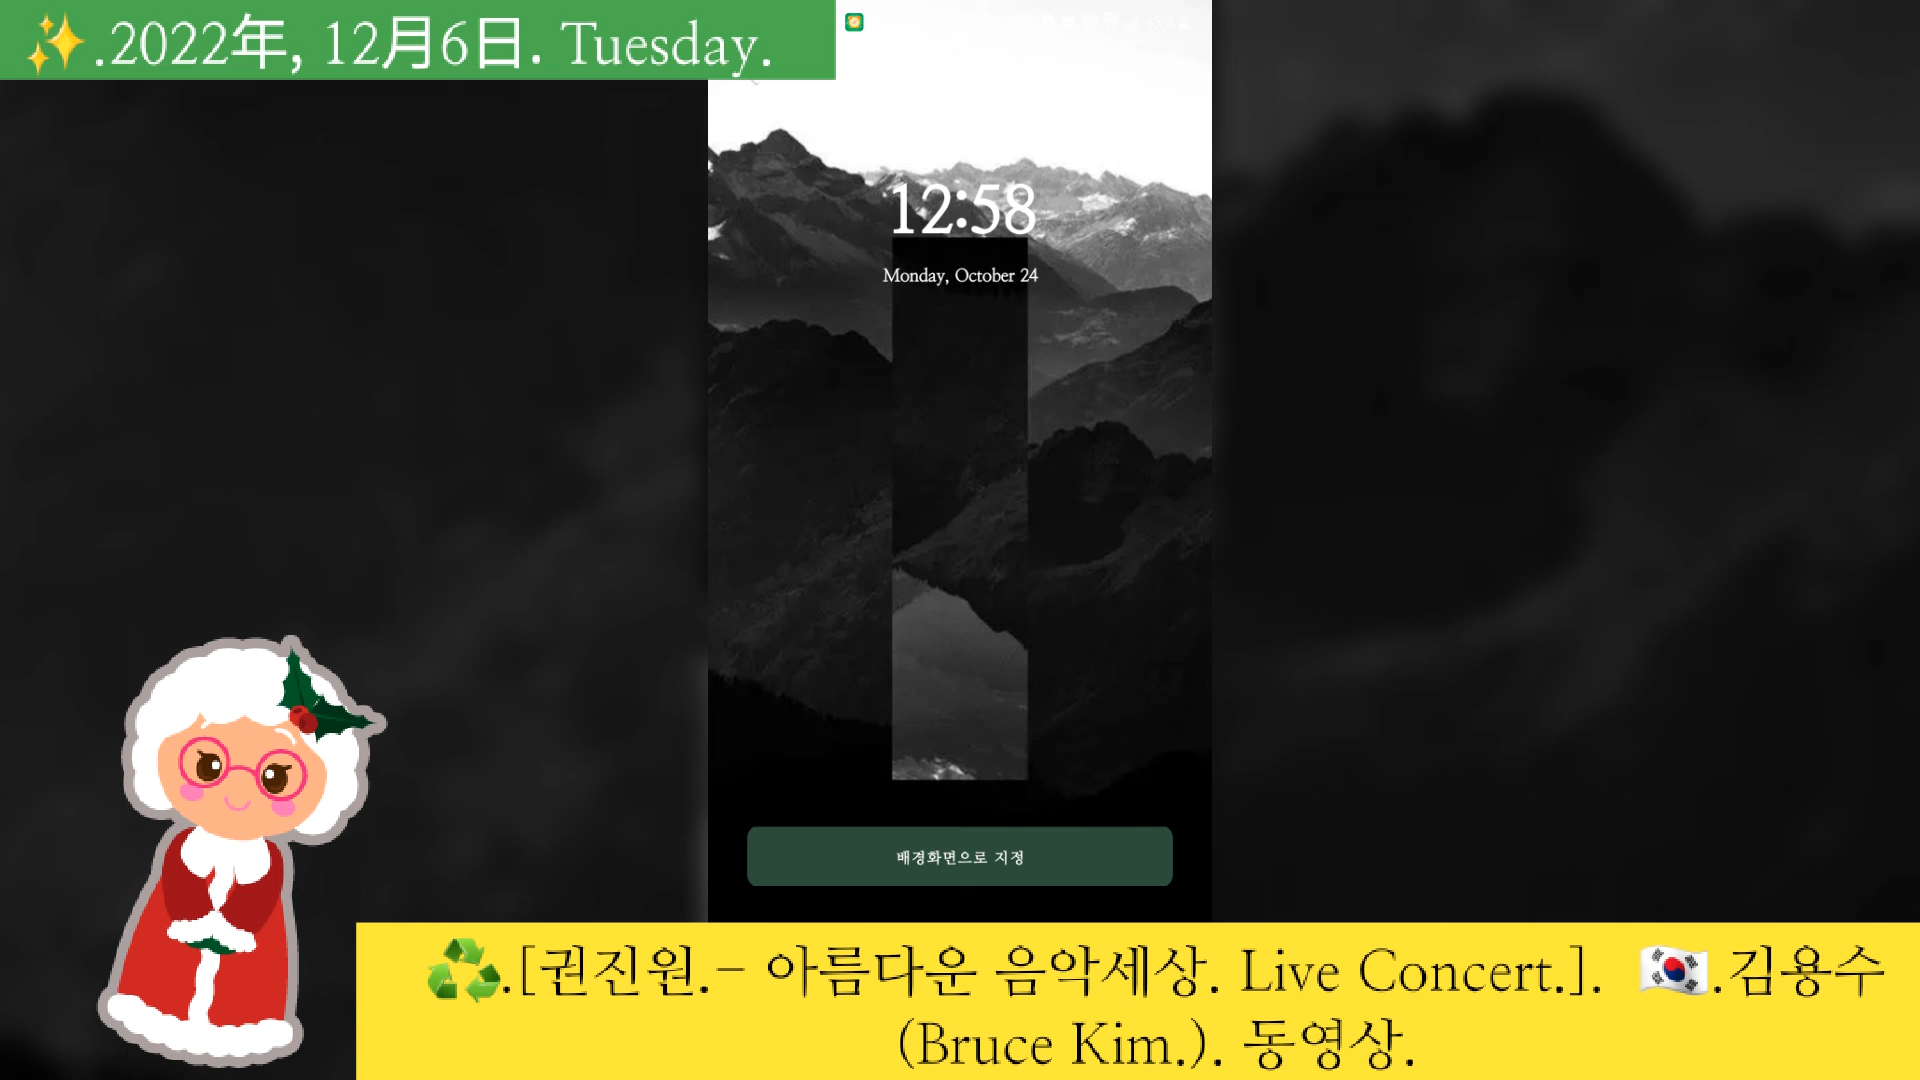 ✨.2022年, 12月6日. Tuesday.
12:58
Monday, October 24
배경화면으로 지정
♻.[권진원.- 아름다운 음악세상. Live Concert.]. 🇰🇷.김용수
(Bruce Kim.). 동영상.